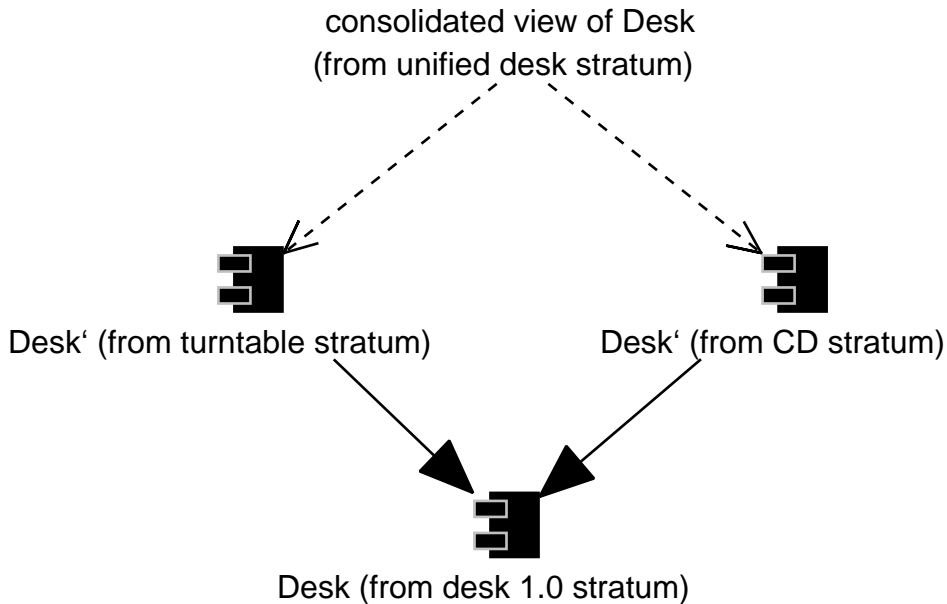 consolidated view of Desk
(from unified desk stratum)
Desk‘ (from turntable stratum)
Desk‘ (from CD stratum)
Desk (from desk 1.0 stratum)